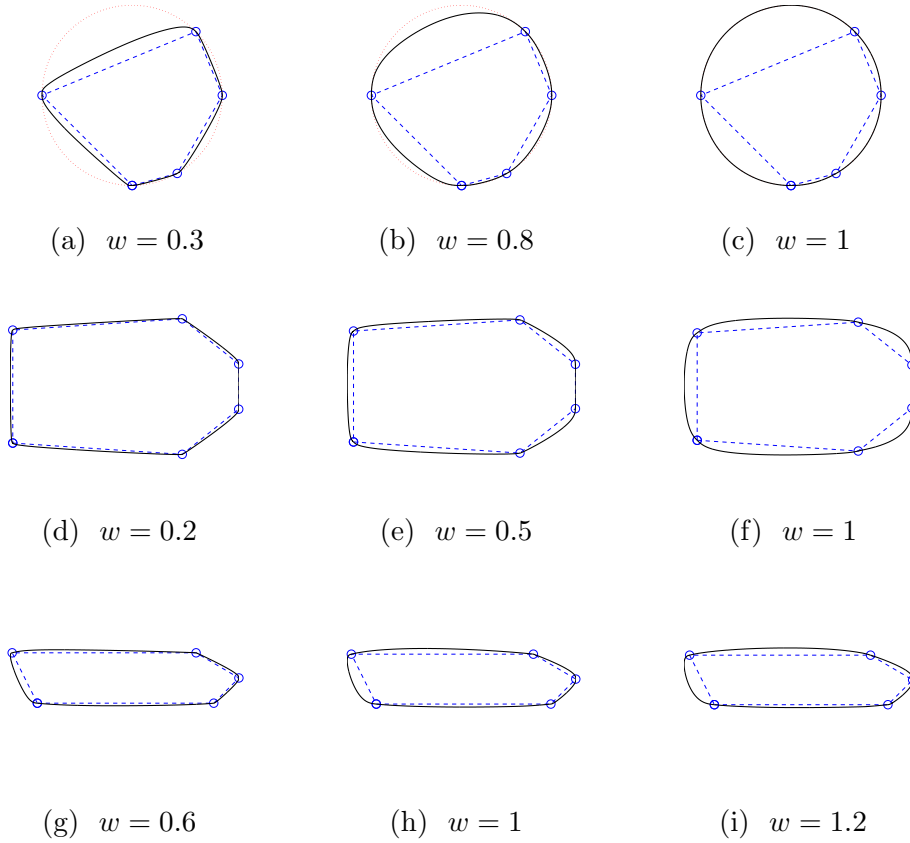 (a) w = 0.3
(b) w = 0.8
(c) w = 1
(d) w = 0.2
(e) w = 0.5
(f) w = 1
(g) w = 0.6
(h) w = 1
(i) w = 1.2